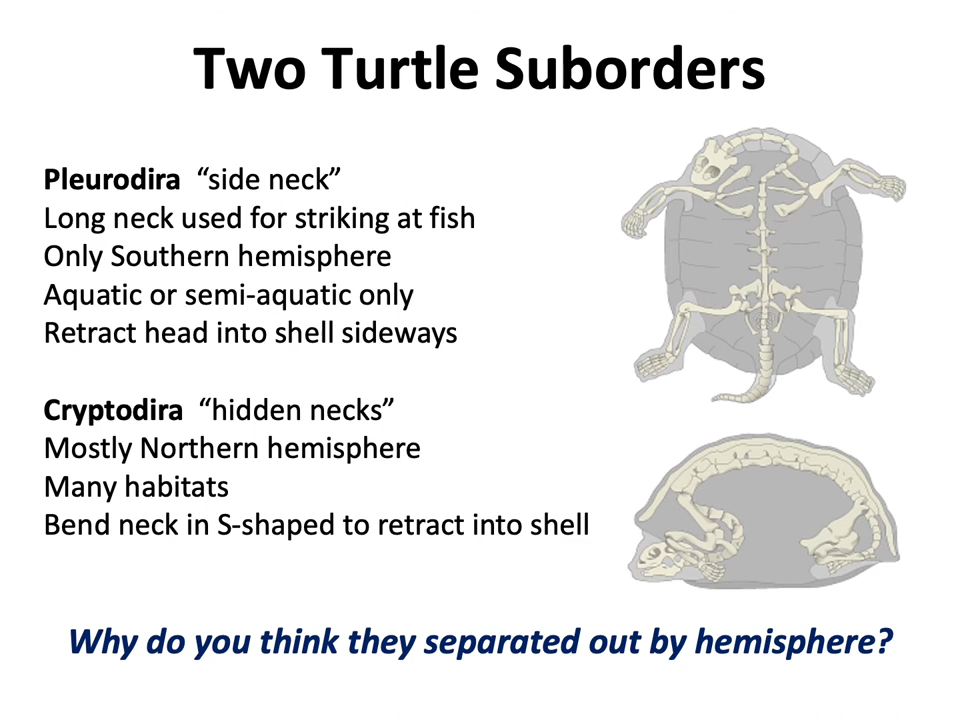 Two Turtle Suborders
Pleurodira “side neck”
Long neck used for striking at fish
Only Southern hemisphere
Aquatic or semi-aquatic only
Retract head into shell sideways
Cryptodira “hidden necks”
Mostly Northern hemisphere
Many habitats
Bend neck in S-shaped to retract into shell
Why do you think they separated out by hemisphere?